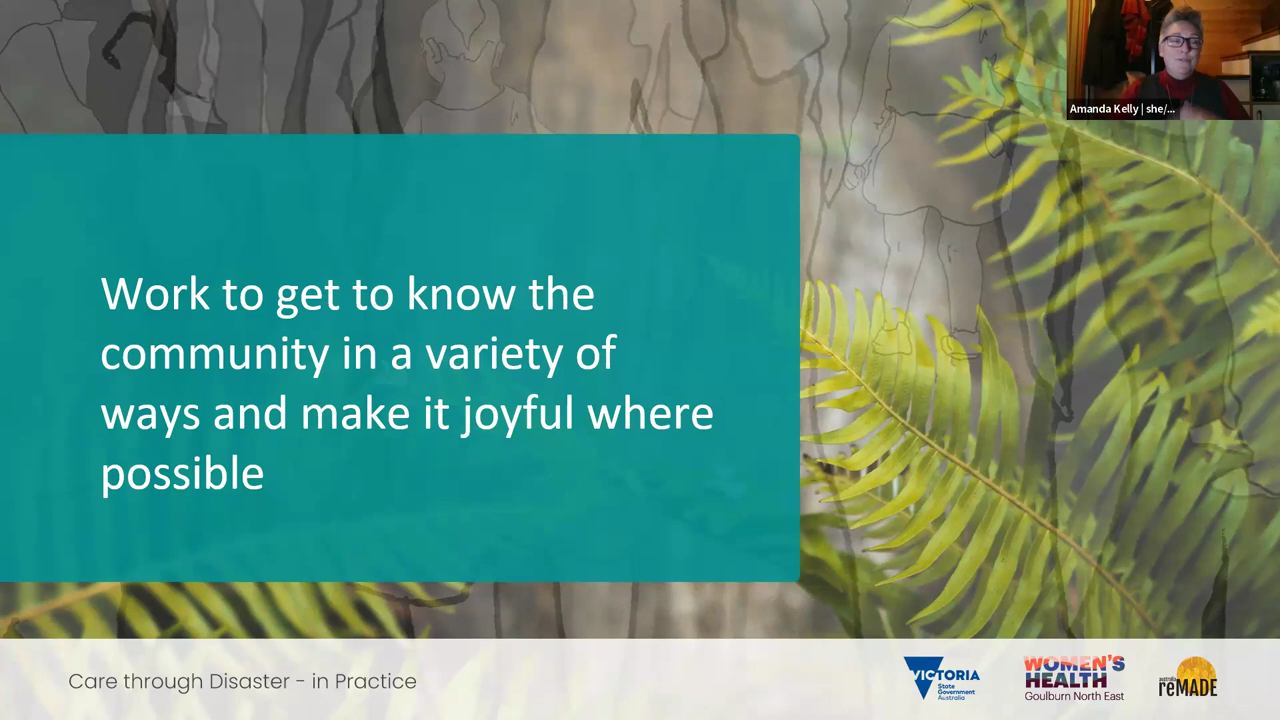 Amanda Kelly | she/...
Work to get to know the
community in a variety of
ways and make it joyful where
possible
Care through Disaster - in Practice
VICTORIA
State
Government
Australia
WOMEN'S
HEALTH
Goulburn North East
australia
reMADE